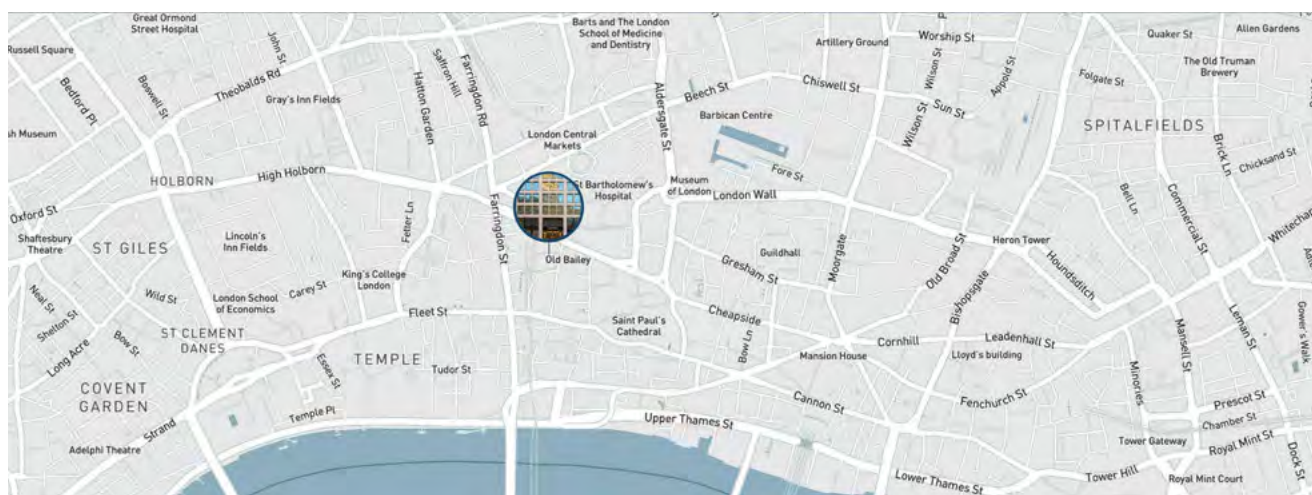 Great Ormond
Street Hospital
Russell Square
Bedford Pl
Boswell St
John St
Theobalds Rd
Gray's Inn Fields
Hatton Garden
Saffron Hill
Farringdon Rd
Barts and The London
School of Medicine
and Dentistry
Aldersgate St
Beech St
London Central
Markets
Artillery Ground
Worship St
Chiswell St
Wilson St
Sun St
Appold St
Barbican Centre
Wilson St
Fore St
Quaker St
Allen Gardens
The Old Truman
Brewery
Folgate St
SPITALFIELDS
Brick Ln
Chicksand St
sh Museum
HOLBORN
High Holborn
Oxford St
Shaftesbury
Theatre
ST GILES
Lincoln's
Inn Fields
Fetter Ln
Farringdon St
St Bartholomew's
Hospital
Museum
of London
London Wall
Old Bailey
Guildhall
Gresham St
Moorgate
Old Broad St
Heron Tower
Houndsditch
Bishopsgate
Bell Ln
Commercial St
Whitechap
Neal St
Shelton St
Long Acre
Wild St
Bow St
London School
of Economics
Carey St
King's College
London
Fleet St
ST CLEMENT
DANES
Essex St
TEMPLE
Tudor St
Saint Paul's
Cathedral
Cheapside
Bow Ln
Mansion House
Cornhill
Leadenhall St
Lloyd's building
Mansell St
Leman St
Gower's Walk
COVENT
GARDEN
Strand
Temple Pl
Adelphi Theatre
Upper Thames St
Cannon St
Fenchurch St
Minories
Prescot St
Chamber St
Tower Gateway
Royal Mint St
Lower Thames St
Tower Hill
Royal Mint Court
Dock St